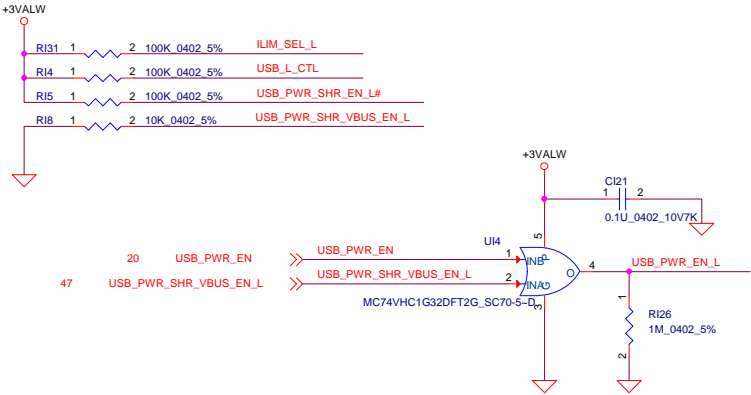 +3VALW
RI31 1 2 100K_0402_5% ILIM_SEL_L
RI4 1 2 100K_0402_5% USB_L_CTL
RI5 1 2 100K_0402_5% USB_PWR_SHR_EN_L#
RI8 1 2 10K_0402_5% USB_PWR_SHR_VBUS_EN_L
+3VALW
CI21
1 2
0.1U_0402_10V7K
5
UI4
20 USB_PWR_EN USB_PWR_EN 1 INB P
O 4 USB_PWR_EN_L
47 USB_PWR_SHR_VBUS_EN_L USB_PWR_SHR_VBUS_EN_L 2 INA G
MC74VHC1G32DFT2G_SC70-5~D
3
1
RI26
1M_0402_5%
2